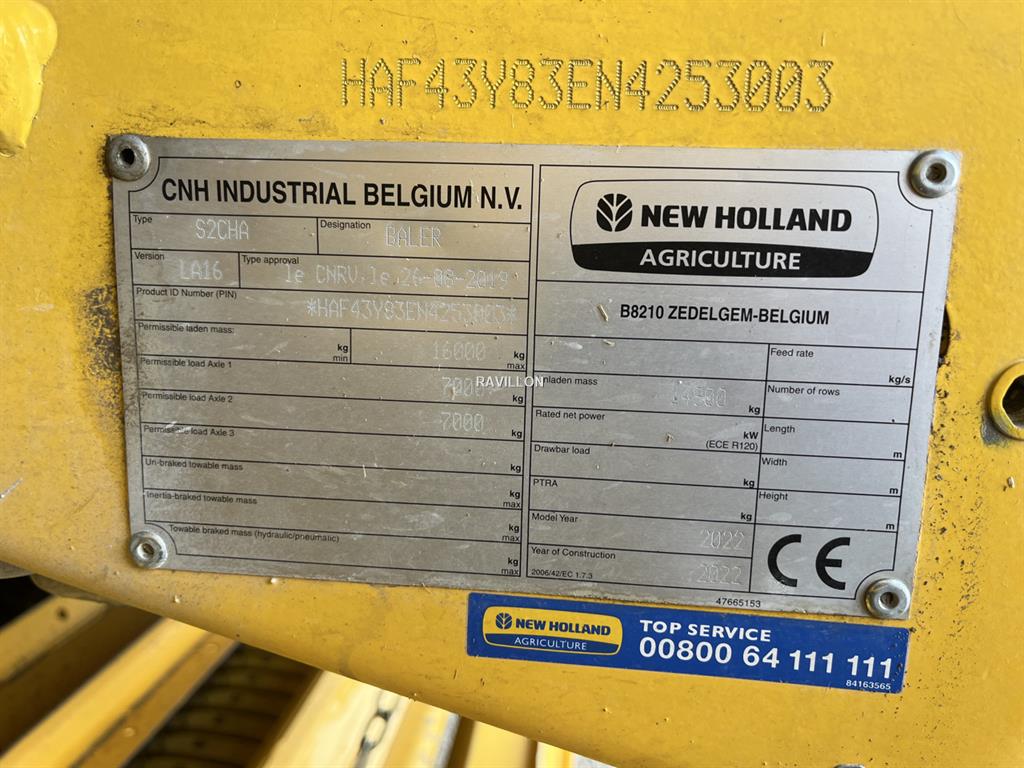 HAF43Y83EN4253003
CNH INDUSTRIAL BELGIUM N.V.
Type S2CHA Designation BALER
Version LA16 Type approval 1e CNRV.1e.26-08-2019
Product ID Number (PIN) *HAF43Y83EN4253003*
Permissible laden mass: kg min 16000 kg max
Permissible load Axle 1 7000 kg
Permissible load Axle 2 7000 kg
Permissible load Axle 3 kg
Un-braked towable mass kg max
Inertia-braked towable mass kg max
Towable braked mass (hydraulic/pneumatic) kg max
NEW HOLLAND
AGRICULTURE
B8210 ZEDELGEM-BELGIUM
Feed rate kg/s
Unladen mass kg
Number of rows
Rated net power kW (ECE R120)
Length m
Drawbar load kg
Width m
PTRA kg
Height m
Model Year 2022
Year of Construction 2022
2006/42/EC 1.7.3
CE
47665153
RAVILLON
NEW HOLLAND
AGRICULTURE
TOP SERVICE
00800 64 111 111
84163565